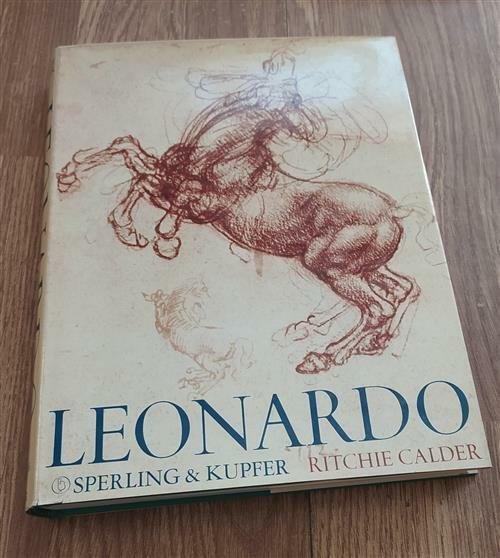 LEONARDO
SPERLING & KUPFER RITCHIE CALDER